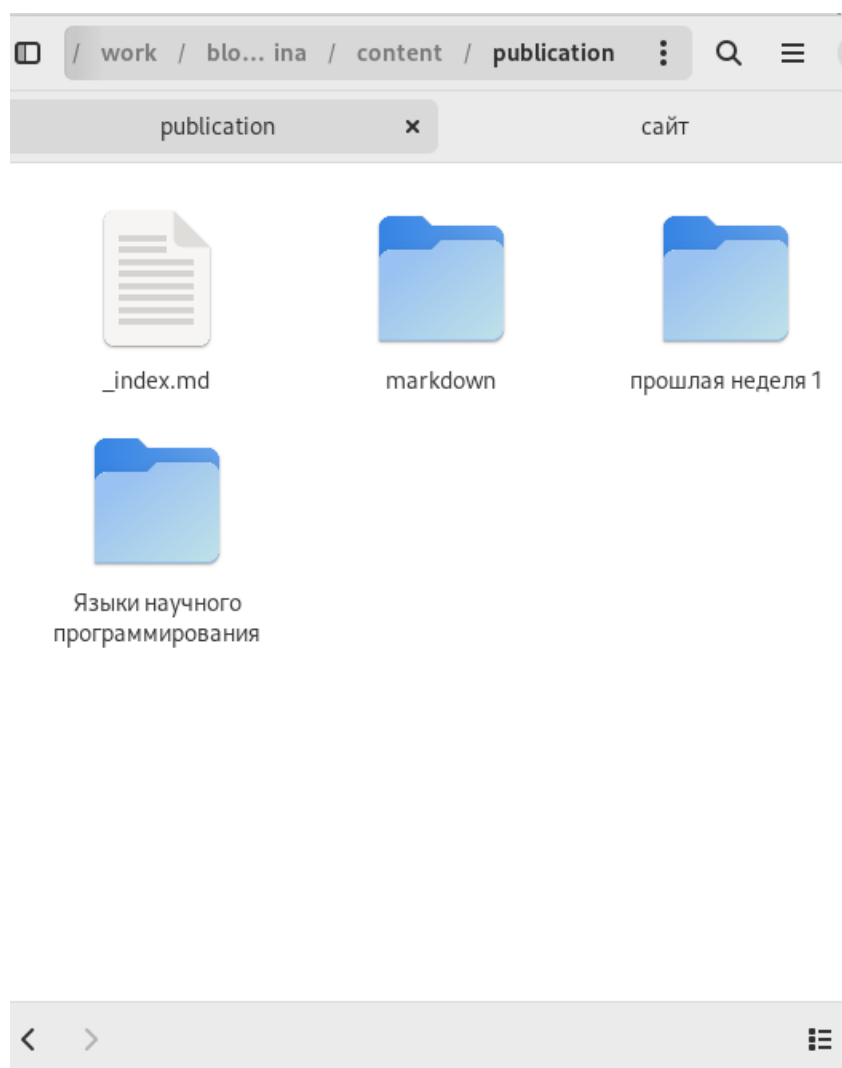 / work / blo... ina / content / publication
publication
сайт
_index.md
markdown
прошлая неделя 1
Языки научного
программирования